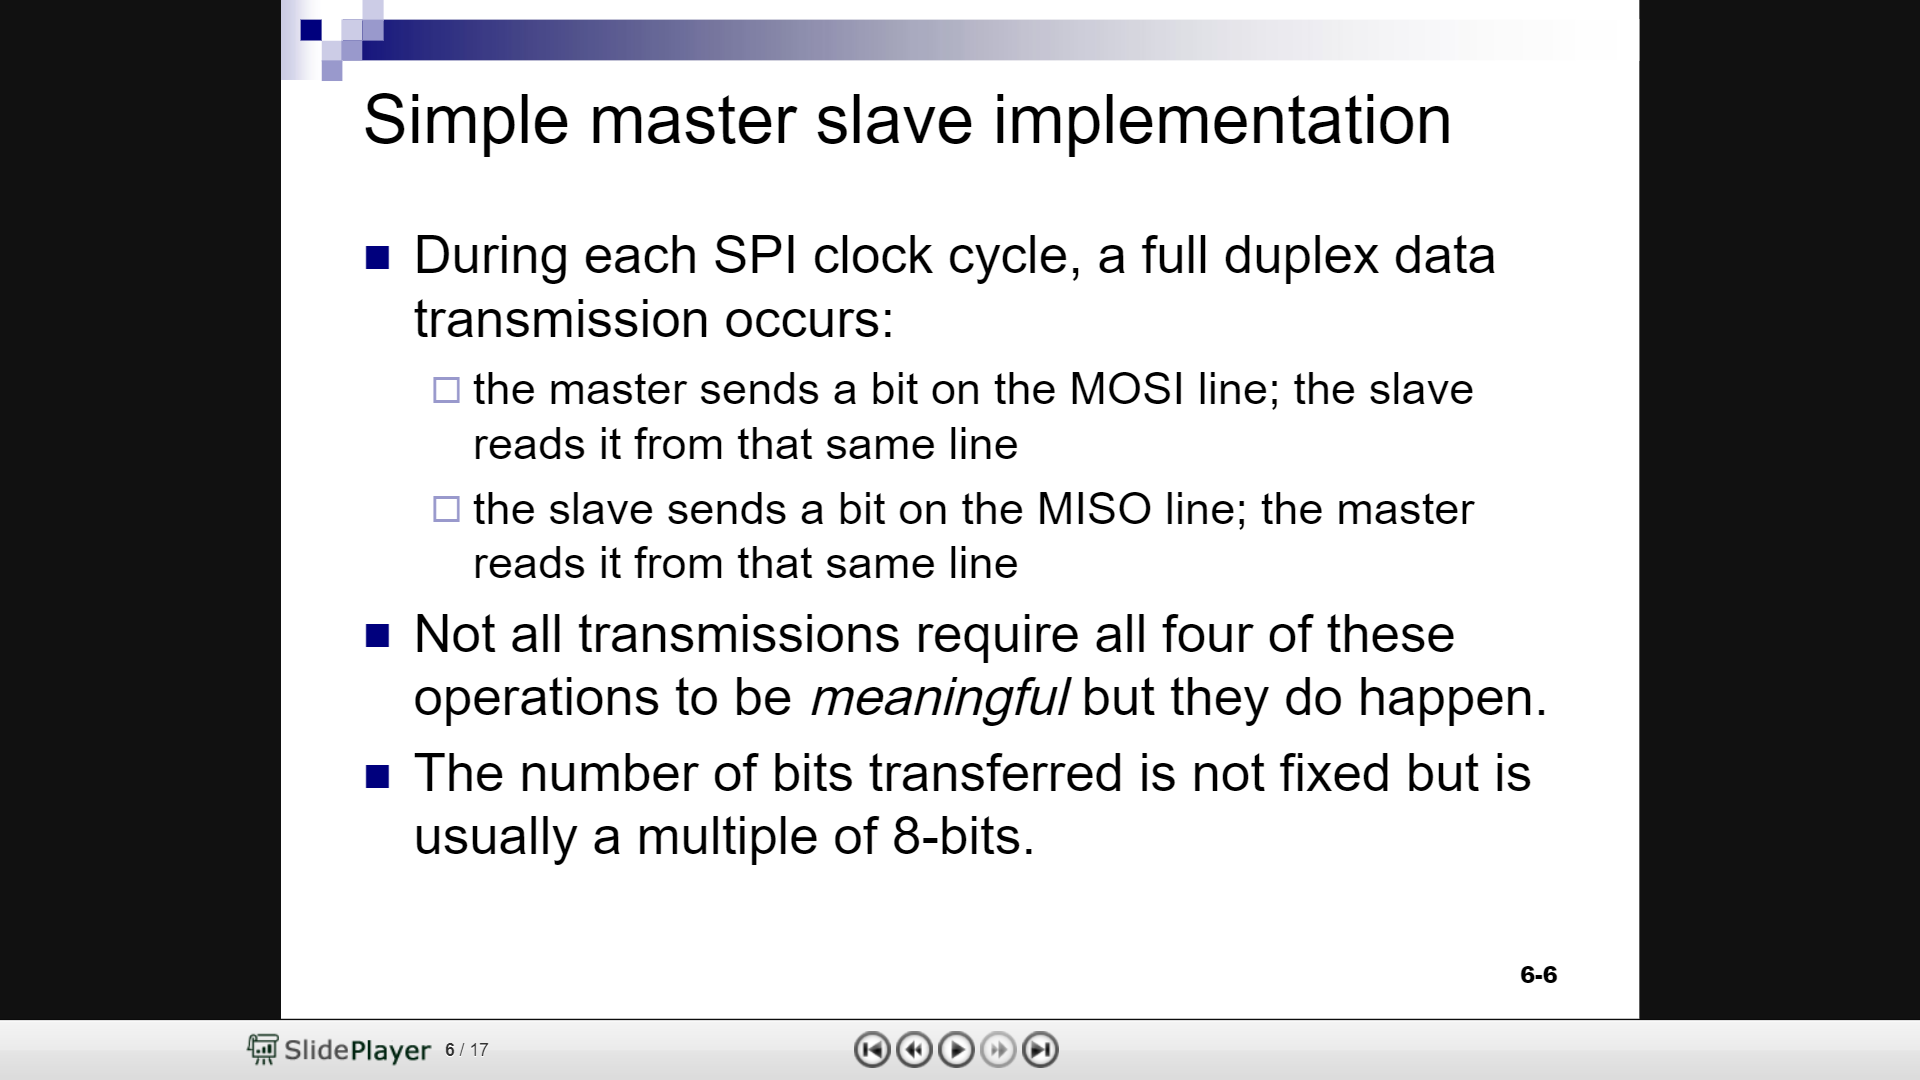 Simple master slave implementation
During each SPI clock cycle, a full duplex data
transmission occurs:
the master sends a bit on the MOSI line; the slave
reads it from that same line
the slave sends a bit on the MISO line; the master
reads it from that same line
Not all transmissions require all four of these
operations to be meaningful but they do happen.
The number of bits transferred is not fixed but is
usually a multiple of 8-bits.
6-6
SlidePlayer 6 / 17